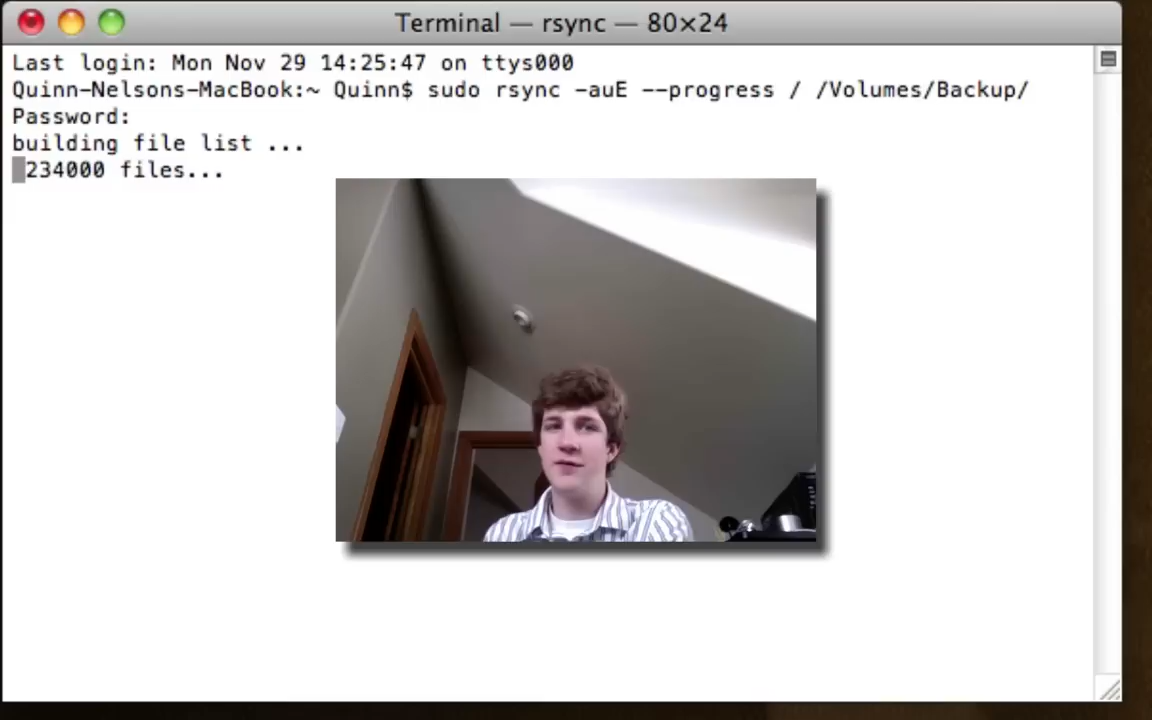 Terminal — rsync — 80×24
Last login: Mon Nov 29 14:25:47 on ttys000
Quinn-Nelsons-MacBook:~ Quinn$ sudo rsync -auE --progress / /Volumes/Backup/
Password:
building file list ...
234000 files...